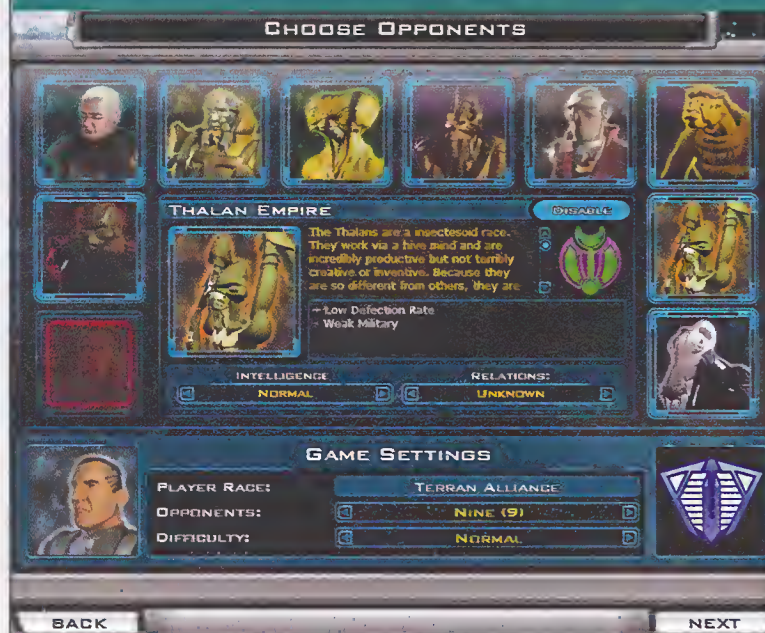 CHOOSE OPPONENTS
THALAN EMPIRE
DISABLE
The Thalans are a insectesoid race.
They work via a hive mind and are
incredibly productive but not terribly
creative or inventive. Because they
are so different from others, they are
+ Low Defection Rate
- Weak Military
INTELLIGENCE
RELATIONS:
NORMAL
UNKNOWN
GAME SETTINGS
PLAYER RACE:
TERRAN ALLIANCE
OPPONENTS:
NINE (9)
DIFFICULTY:
NORMAL
BACK
NEXT